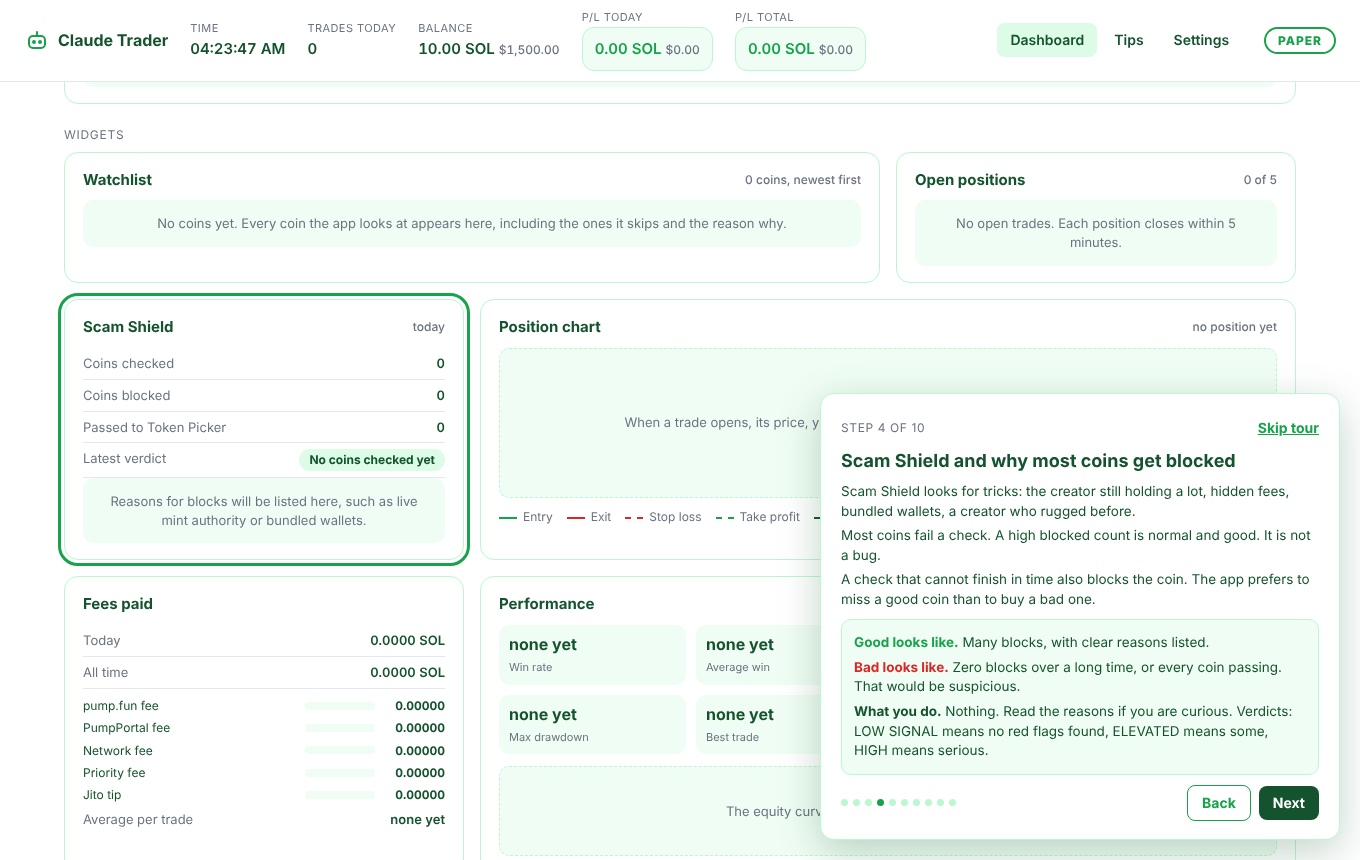 Claude Trader
TIME
04:23:47 AM
TRADES TODAY
0
BALANCE
10.00 SOL $1,500.00
P/L TODAY
0.00 SOL $0.00
P/L TOTAL
0.00 SOL $0.00
Dashboard
Tips
Settings
PAPER
WIDGETS
Watchlist
0 coins, newest first
No coins yet. Every coin the app looks at appears here, including the ones it skips and the reason why.
Open positions
0 of 5
No open trades. Each position closes within 5
minutes.
Scam Shield
today
Coins checked
0
Coins blocked
0
Passed to Token Picker
0
Latest verdict
No coins checked yet
Reasons for blocks will be listed here, such as live
mint authority or bundled wallets.
Position chart
no position yet
When a trade opens, its price, y
Entry
Exit
Stop loss
Take profit
Fees paid
Today
0.0000 SOL
All time
0.0000 SOL
pump.fun fee
0.00000
PumpPortal fee
0.00000
Network fee
0.00000
Priority fee
0.00000
Jito tip
0.00000
Average per trade
none yet
Performance
none yet
Win rate
none yet
Average win
none yet
Max drawdown
none yet
Best trade
The equity curv
STEP 4 OF 10
Skip tour
Scam Shield and why most coins get blocked
Scam Shield looks for tricks: the creator still holding a lot, hidden fees,
bundled wallets, a creator who rugged before.
Most coins fail a check. A high blocked count is normal and good. It is not
a bug.
A check that cannot finish in time also blocks the coin. The app prefers to
miss a good coin than to buy a bad one.
Good looks like. Many blocks, with clear reasons listed.
Bad looks like. Zero blocks over a long time, or every coin passing.
That would be suspicious.
What you do. Nothing. Read the reasons if you are curious. Verdicts:
LOW SIGNAL means no red flags found, ELEVATED means some,
HIGH means serious.
Back
Next